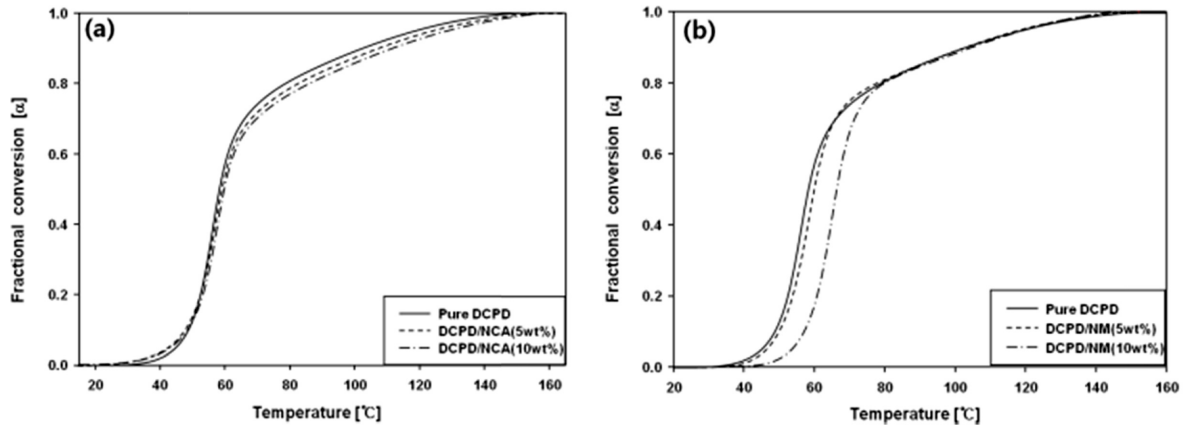 (a)
Fractional conversion [α]
1.0
0.8
0.6
0.4
0.2
0.0
Pure DCPD
DCPD/NCA(5wt%)
DCPD/NCA(10wt%)
20 40 60 80 100 120 140 160
Temperature [℃]
(b)
Fractional conversion [α]
1.0
0.8
0.6
0.4
0.2
0.0
Pure DCPD
DCPD/NM(5wt%)
DCPD/NM(10wt%)
20 40 60 80 100 120 140 160
Temperature [℃]